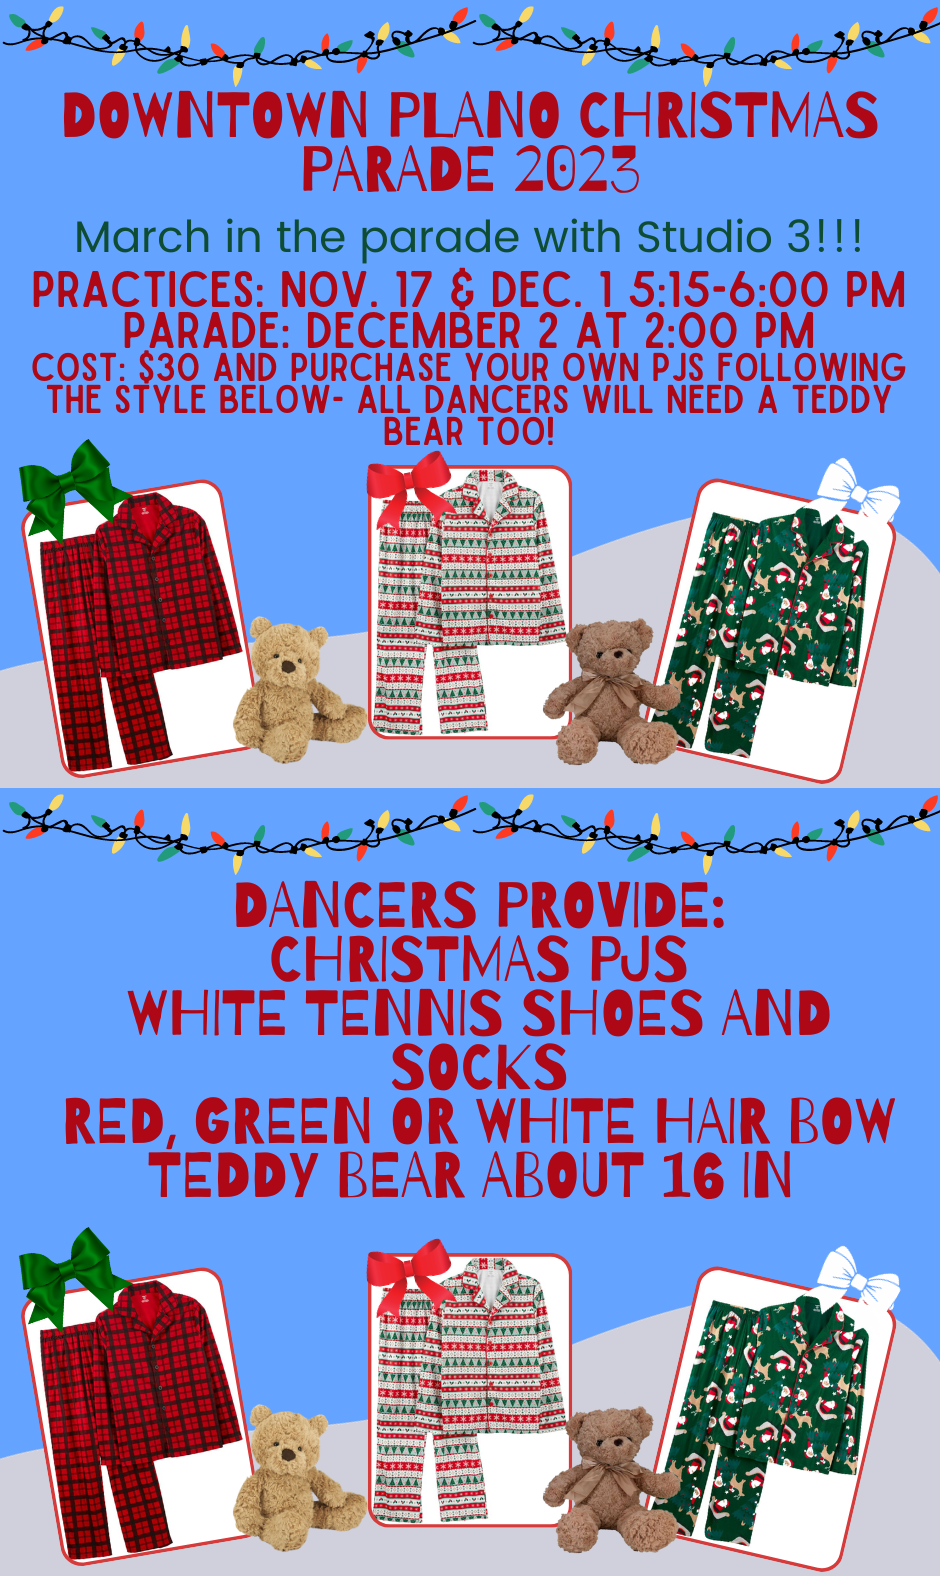 DOWNTOWN PLANO CHRISTMAS
PARADE 2023
March in the parade with Studio 3!!!
PRACTICES: NOV. 17 & DEC. 1 5:15-6:00 PM
PARADE: DECEMBER 2 AT 2:00 PM
COST: $30 AND PURCHASE YOUR OWN PJS FOLLOWING
THE STYLE BELOW- ALL DANCERS WILL NEED A TEDDY
BEAR TOO!
DANCERS PROVIDE:
CHRISTMAS PJS
WHITE TENNIS SHOES AND
SOCKS
RED, GREEN OR WHITE HAIR BOW
TEDDY BEAR ABOUT 16 IN